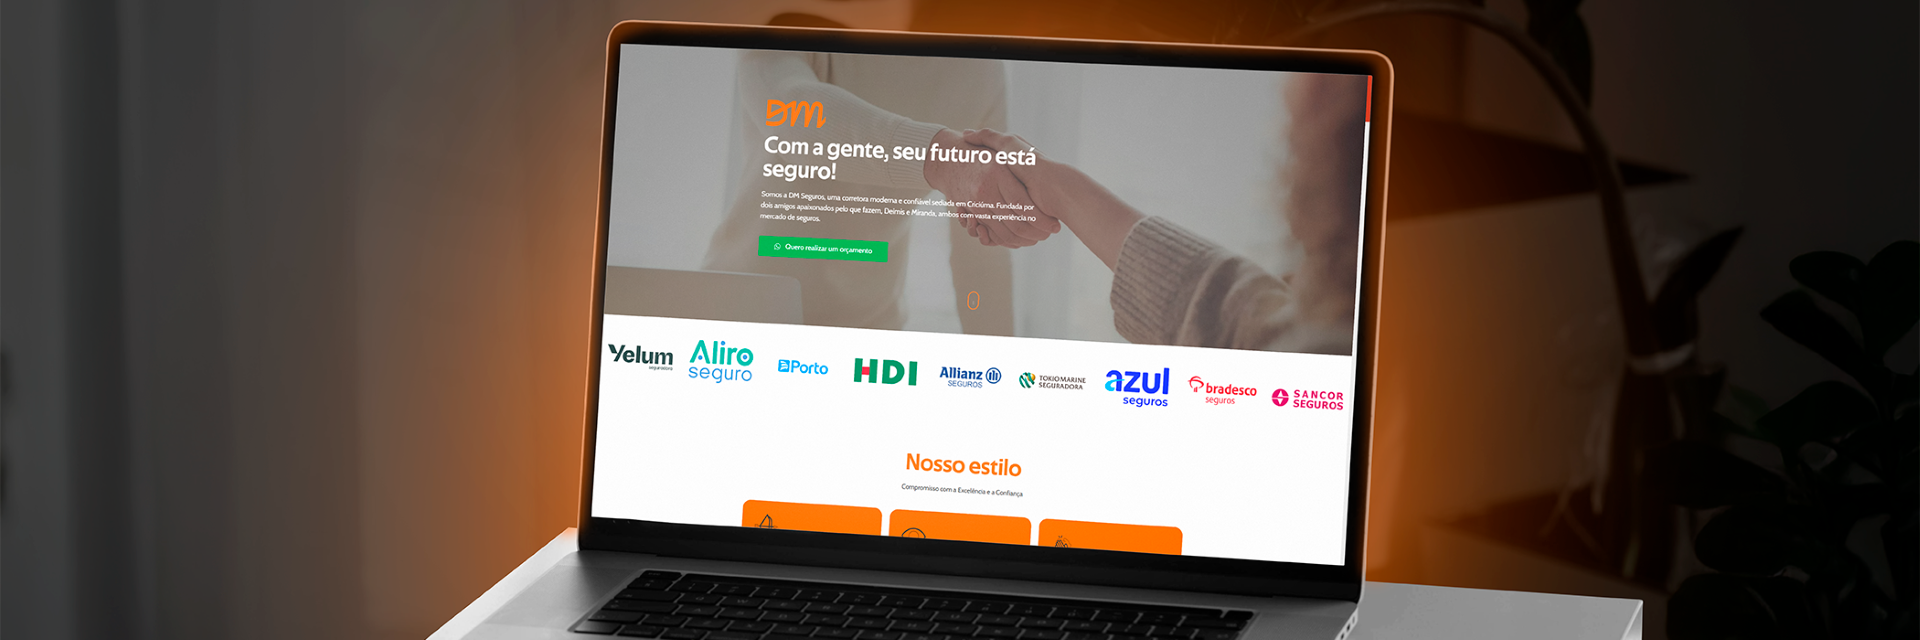 DM
Com a gente, seu futuro está
seguro!
Somos a DM Seguros, uma corretora moderna e confiável sediada em Criciúma. Fundada por
dois amigos apaixonados pelo que fazem, Deimis e Miranda, ambos com vasta experiência no
mercado de seguros.
Quero realizar um orçamento
Yelum
seguradora
Aliro
seguro
Porto
HDI
Allianz
SEGUROS
TOKIO MARINE
SEGURADORA
azul
seguros
bradesco
seguros
SANCOR
SEGUROS
Nosso estilo
Compromisso com a Excelência e a Confiança